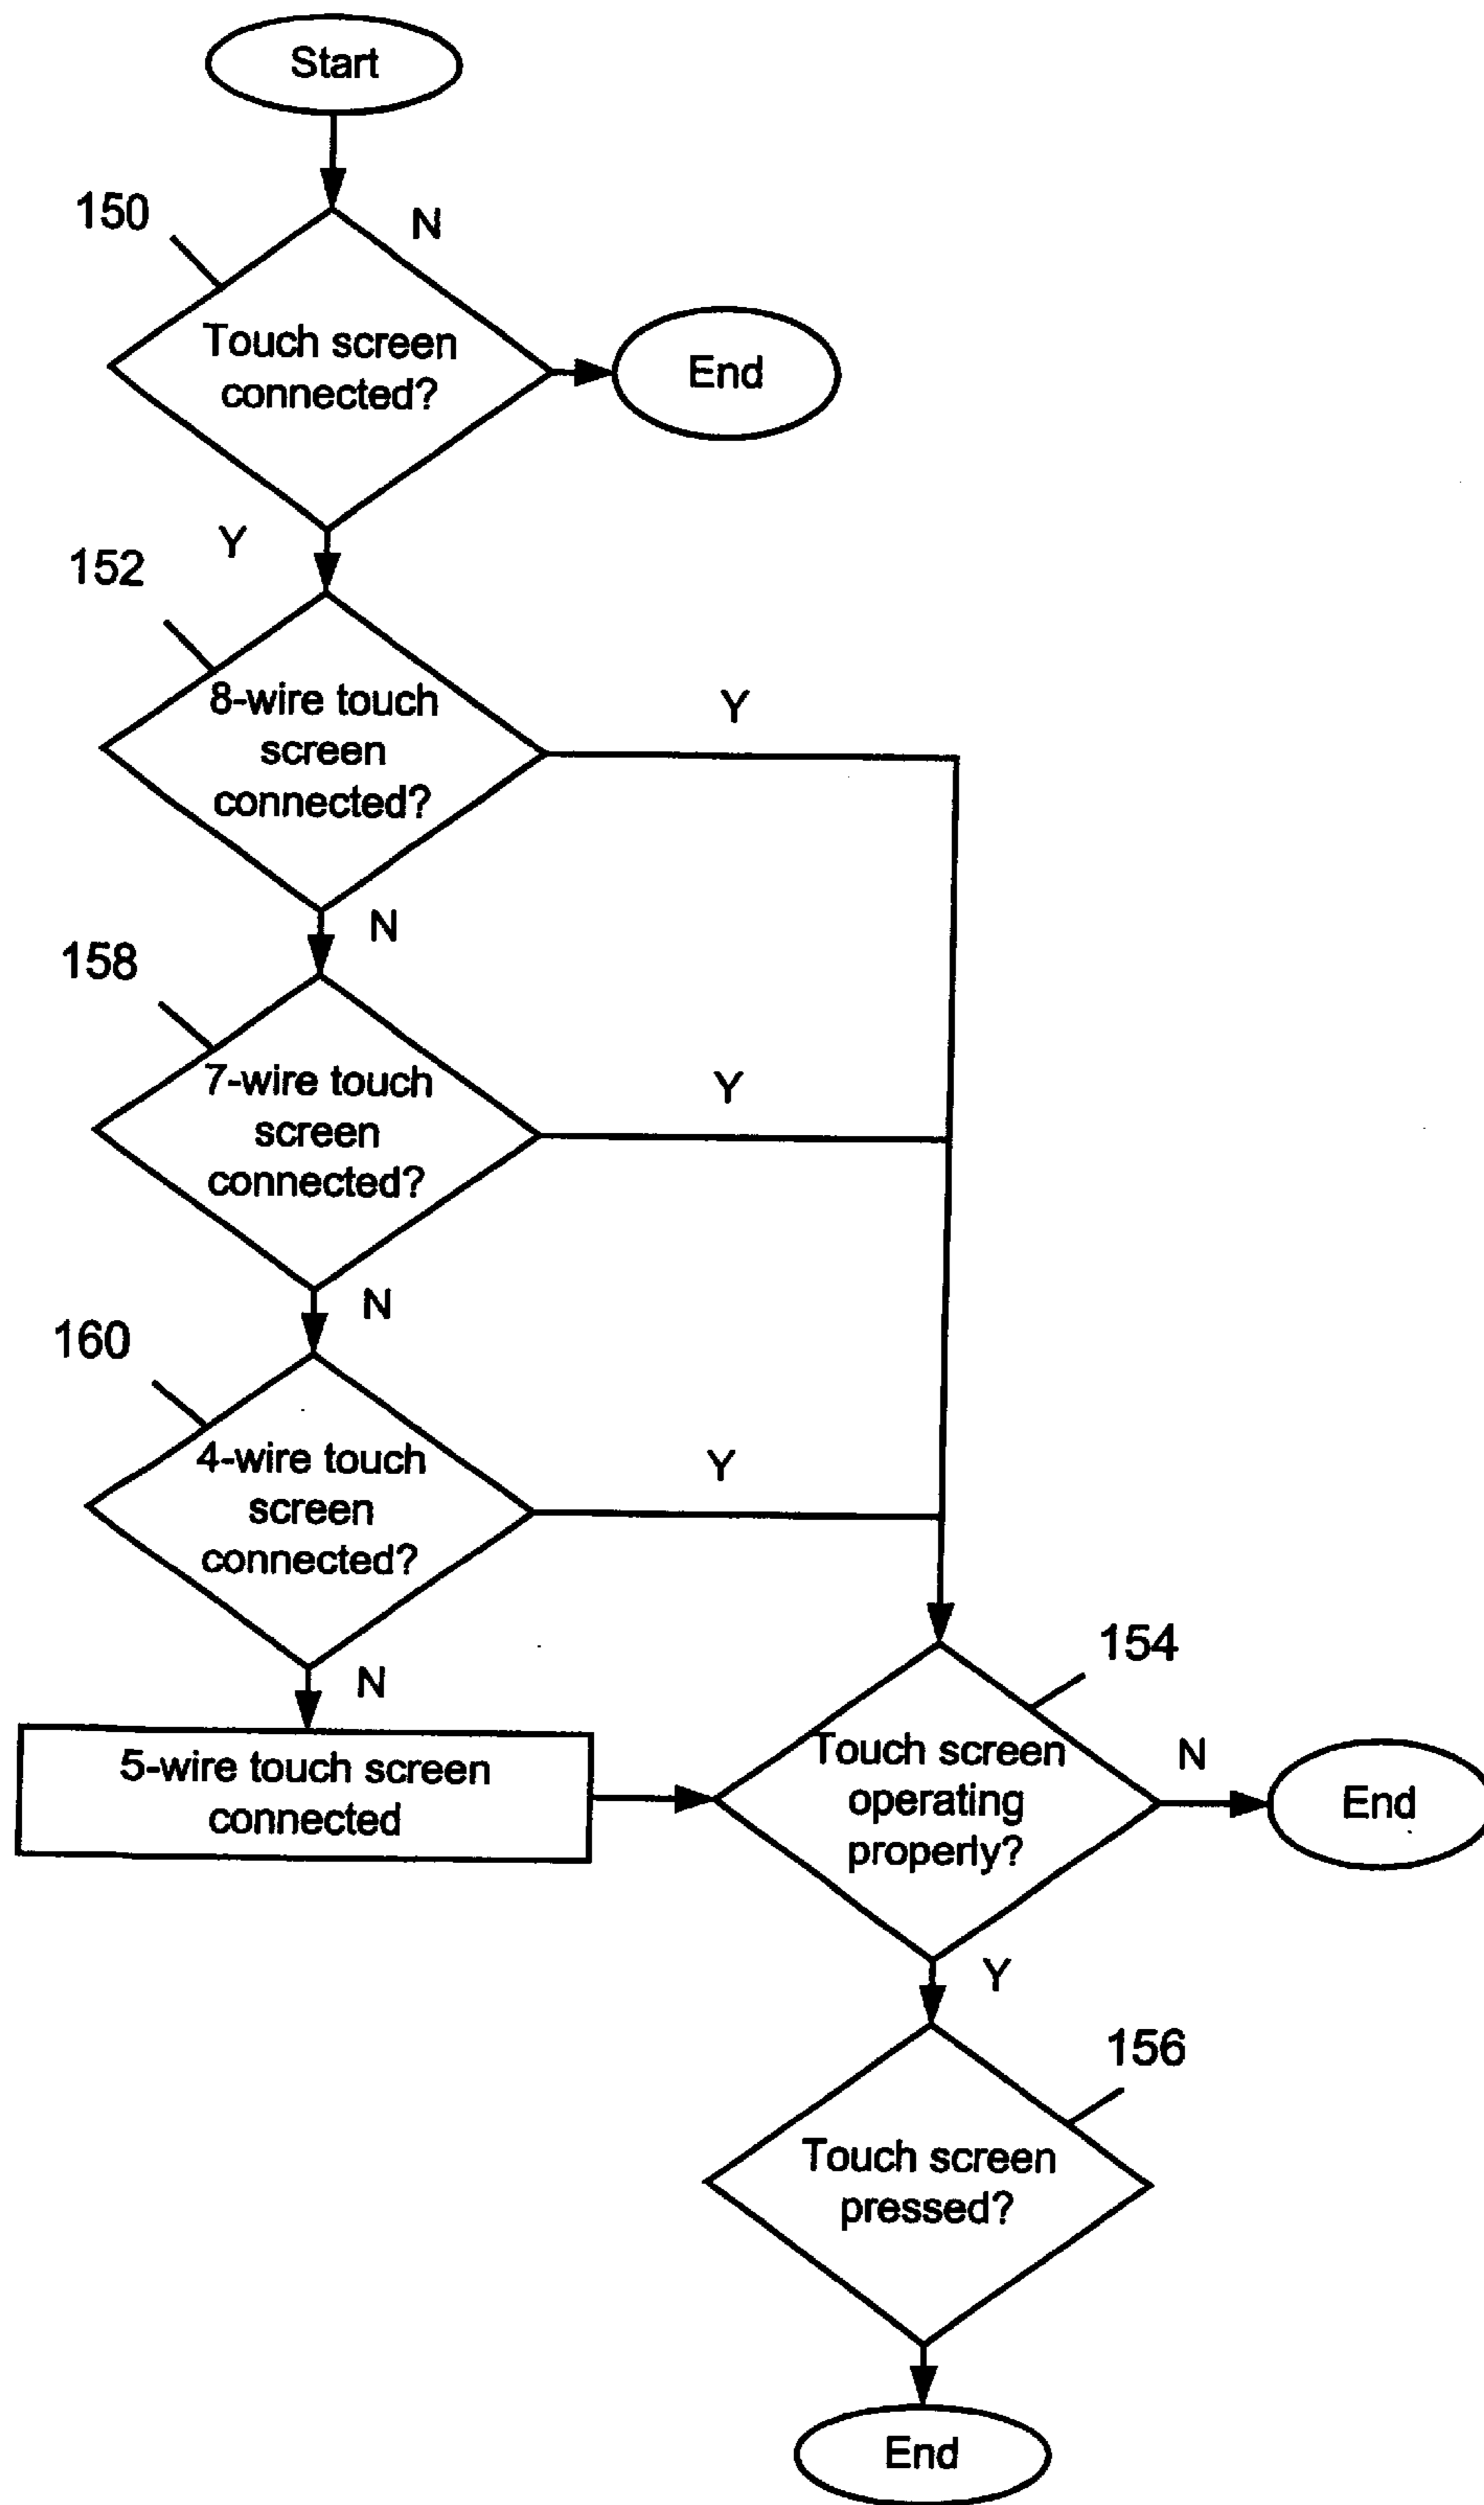 Start
150
N
Touch screen
connected?
End
Y
152
8-wire touch
screen
connected?
Y
N
158
7-wire touch
screen
connected?
Y
N
160
4-wire touch
screen
connected?
Y
N
5-wire touch screen
connected
154
Touch screen
operating
properly?
N
End
Y
156
Touch screen
pressed?
End